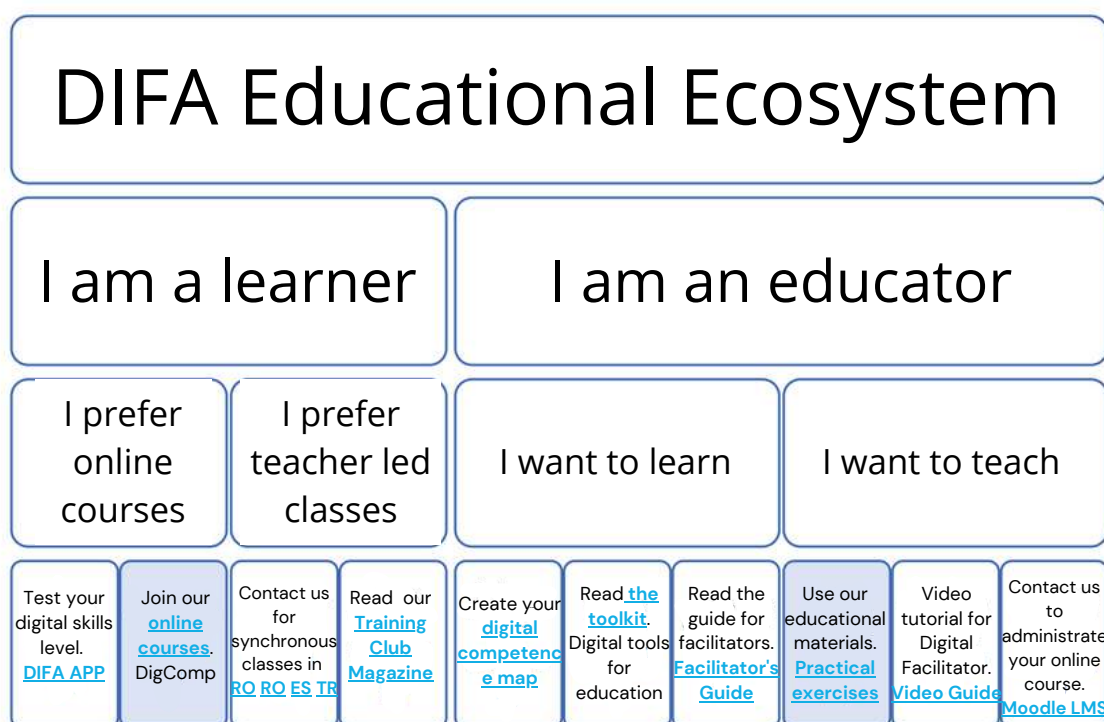 DIFA Educational Ecosystem
I am a learner
I am an educator
I prefer
online
courses
I prefer
teacher led
classes
I want to learn
I want to teach
Test your
digital skills
level.
DIFA APP
Join our
online
courses.
DigComp
Contact us
for
synchronous
classes in
RO RO ES TR
Read our
Training
Club
Magazine
Create your
digital
competenc
e map
Read the
toolkit.
Digital tools
for
education
Read the
guide for
facilitators.
Facilitator's
Guide
Use our
educational
materials.
Practical
exercises
Video
tutorial for
Digital
Facilitator.
Video Guide
Contact us
to
administrate
your online
course.
Moodle LMS